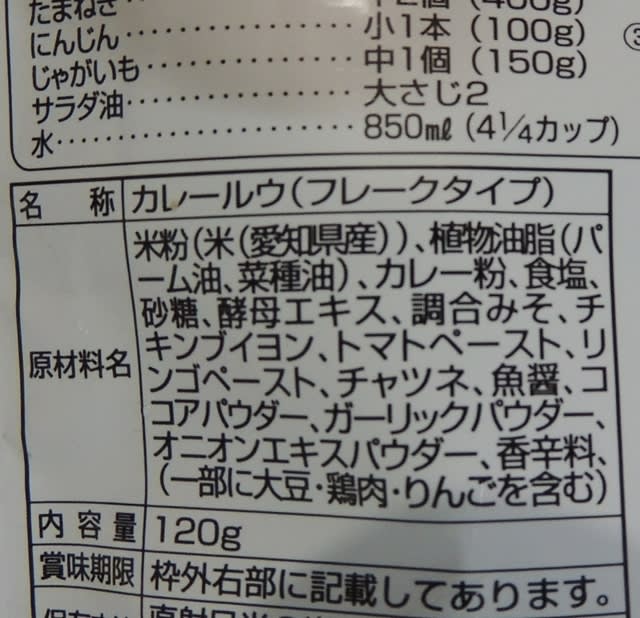 たまねぎ………中2個(400g)
にんじん………小1本(100g)
じゃがいも………中1個(150g)
サラダ油………大さじ2
水………850ml(4 1/4カップ)
名称 カレールウ(フレークタイプ)
原材料名
米粉(米(愛知県産))、植物油脂(パ
ーム油、菜種油)、カレー粉、食塩、
砂糖、酵母エキス、調合みそ、チ
キンブイヨン、トマトペースト、リ
ンゴペースト、チャツネ、魚醤、コ
コアパウダー、ガーリックパウダー、
オニオンエキスパウダー、香辛料、
(一部に大豆・鶏肉・りんごを含む)
内容量 120g
賞味期限 枠外右部に記載してあります。